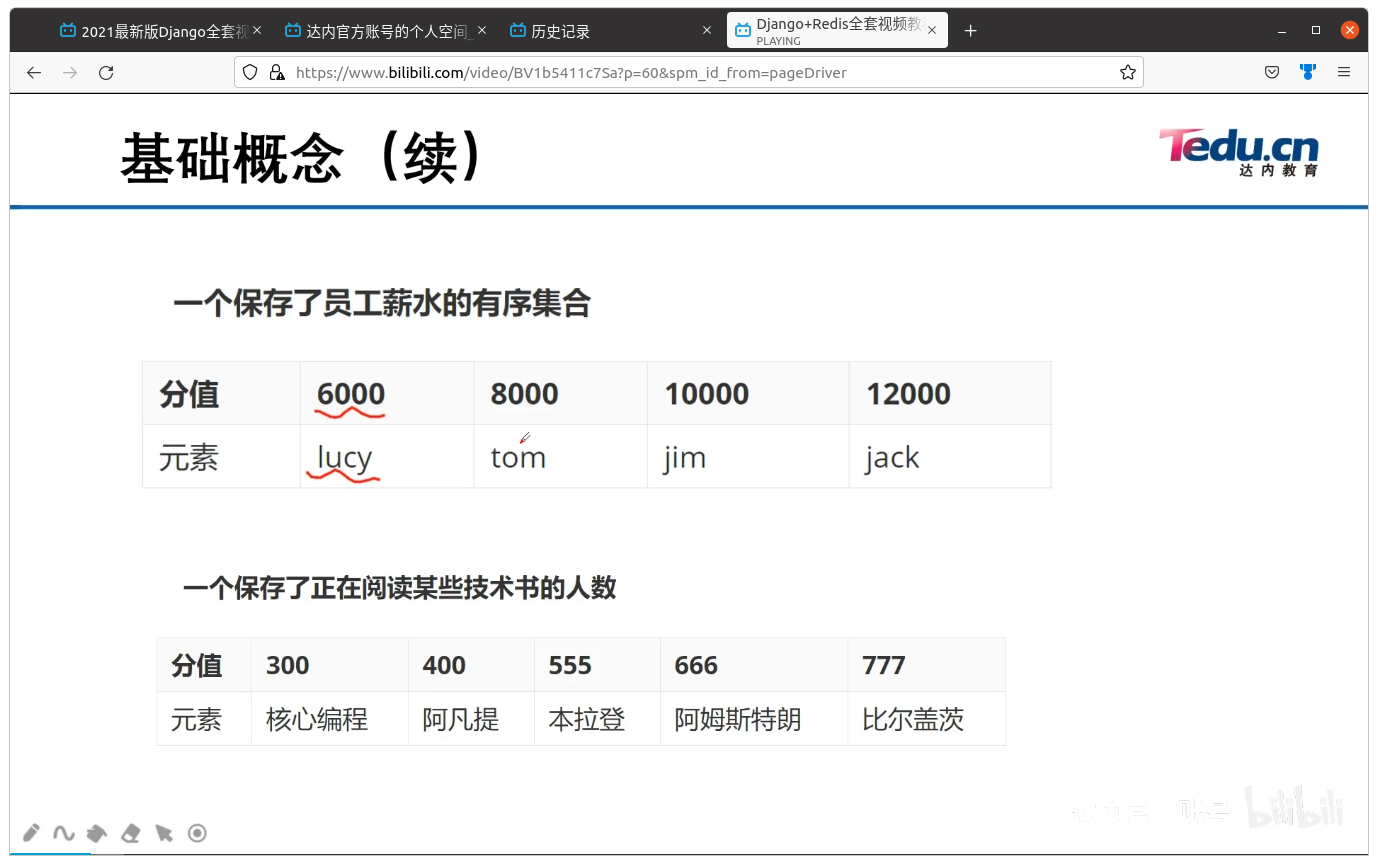 2021最新版Django全套视
达内官方账号的个人空间_
历史记录
Django+Redis全套视频教
PLAYING
https://www.bilibili.com/video/BV1b5411c7Sa?p=60&spm_id_from=pageDriver
基础概念（续）
Tedu.cn
达内教育
一个保存了员工薪水的有序集合
分值 6000 8000 10000 12000
元素 lucy tom jim jack
一个保存了正在阅读某些技术书的人数
分值 300 400 555 666 777
元素 核心编程 阿凡提 本拉登 阿姆斯特朗 比尔盖茨
达内官方账号 bilibili